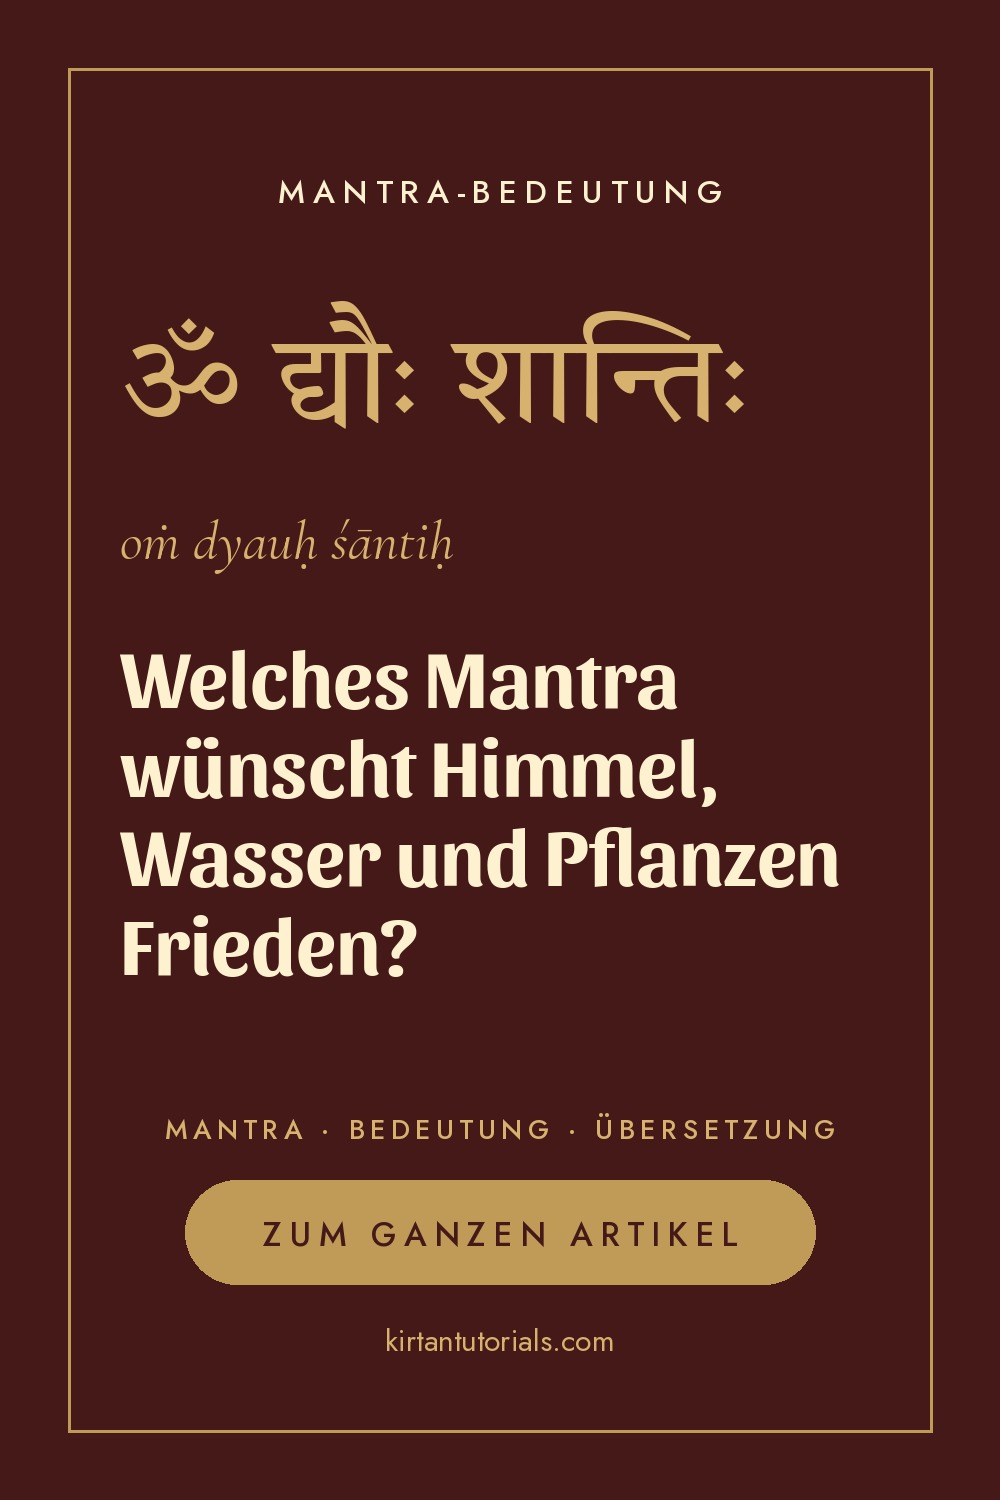 MANTRA-BEDEUTUNG
ॐ द्यौः शान्तिः
oṁ dyauḥ śāntiḥ
Welches Mantra
wünscht Himmel,
Wasser und Pflanzen
Frieden?
MANTRA · BEDEUTUNG · ÜBERSETZUNG
ZUM GANZEN ARTIKEL
kirtantutorials.com